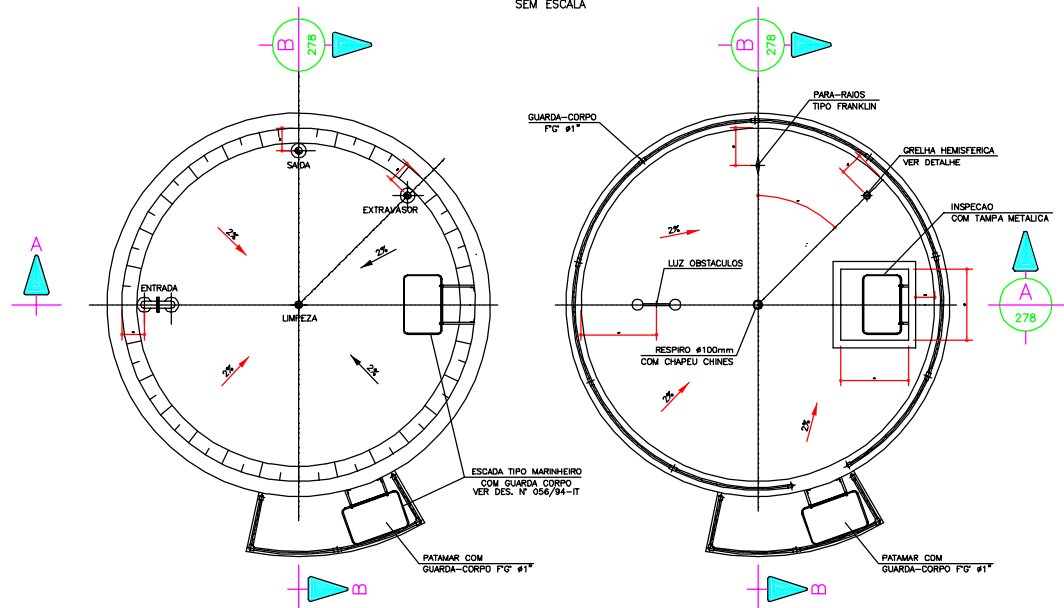 SEM ESCALA
B
278
B
278
PARA-RAIOS
TIPO FRANKLIN
GUARDA-CORPO
F'G' ø1"
GRELHA HEMISFERICA
VER DETALHE
SAIDA
EXTRAVASOR
INSPECAO
COM TAMPA METALICA
2%
2%
2%
A
LUZ OBSTACULOS
ENTRADA
A
278
LIMPEZA
RESPIRO ø100mm
COM CHAPEU CHINES
2%
2%
2%
2%
ESCADA TIPO MARINHEIRO
COM GUARDA CORPO
VER DES. N° 056/94-IT
PATAMAR COM
GUARDA-CORPO F'G' ø1"
PATAMAR COM
GUARDA-CORPO F'G' ø1"
B
B